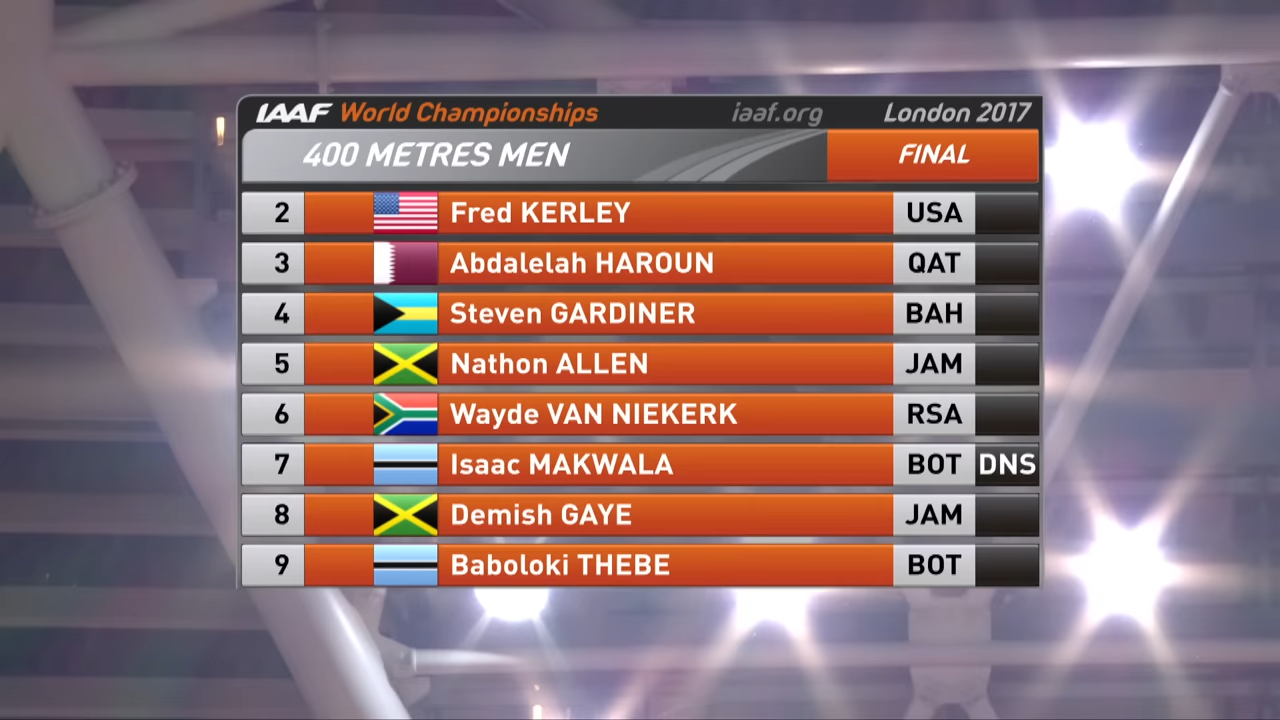 IAAF World Championships iaaf.org London 2017
400 METRES MEN FINAL
2 Fred KERLEY USA
3 Abdalelah HAROUN QAT
4 Steven GARDINER BAH
5 Nathon ALLEN JAM
6 Wayde VAN NIEKERK RSA
7 Isaac MAKWALA BOT DNS
8 Demish GAYE JAM
9 Baboloki THEBE BOT